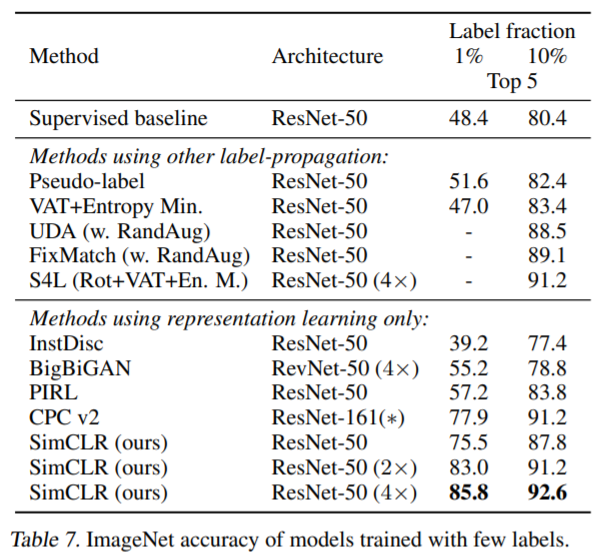 Label fraction
Method Architecture 1% 10%
Top 5
Supervised baseline ResNet-50 48.4 80.4
Methods using other label-propagation:
Pseudo-label ResNet-50 51.6 82.4
VAT+Entropy Min. ResNet-50 47.0 83.4
UDA (w. RandAug) ResNet-50 - 88.5
FixMatch (w. RandAug) ResNet-50 - 89.1
S4L (Rot+VAT+En. M.) ResNet-50 (4×) - 91.2
Methods using representation learning only:
InstDisc ResNet-50 39.2 77.4
BigBiGAN RevNet-50 (4×) 55.2 78.8
PIRL ResNet-50 57.2 83.8
CPC v2 ResNet-161(∗) 77.9 91.2
SimCLR (ours) ResNet-50 75.5 87.8
SimCLR (ours) ResNet-50 (2×) 83.0 91.2
SimCLR (ours) ResNet-50 (4×) 85.8 92.6
Table 7. ImageNet accuracy of models trained with few labels.